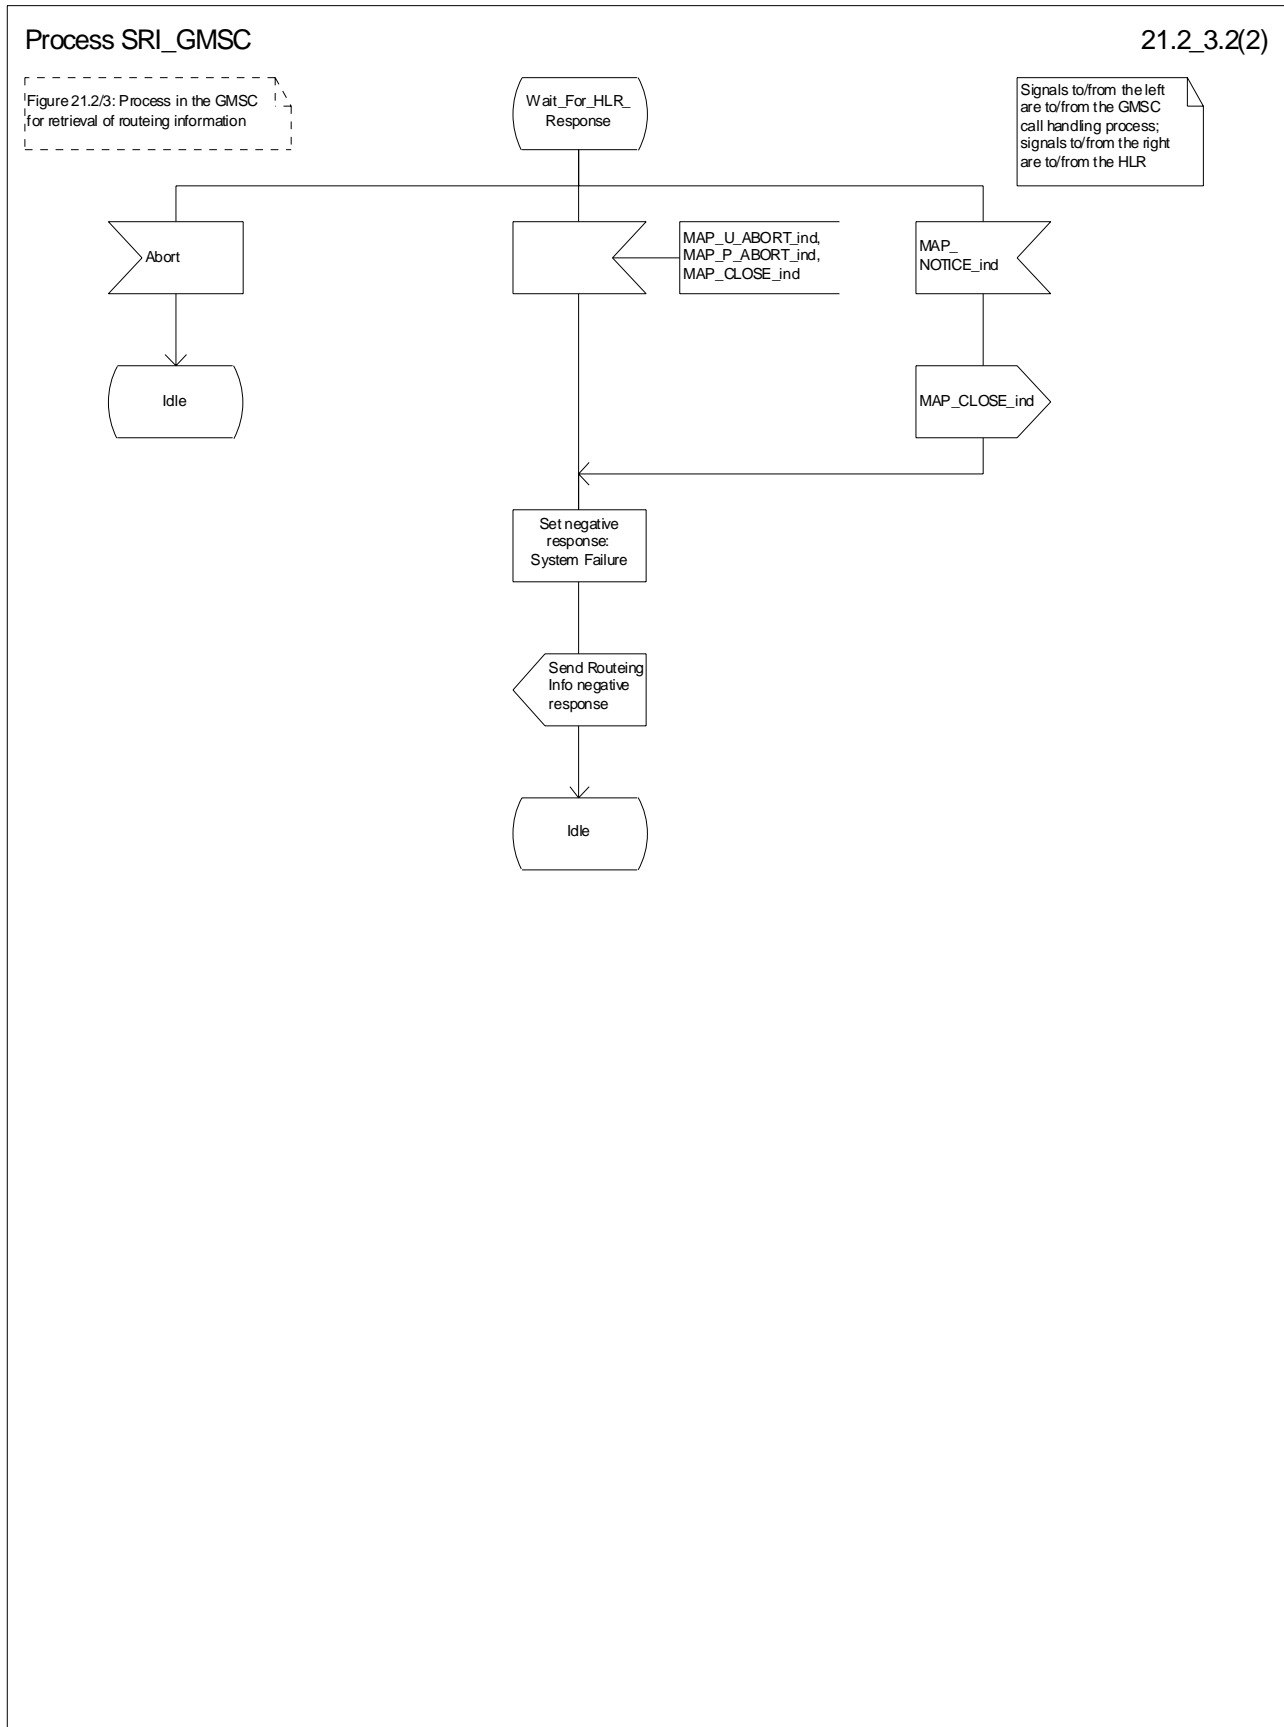 Process SRI_GMSC
21.2_3.2(2)
Figure 21.2/3: Process in the GMSC
for retrieval of routeing information
Wait_For_HLR_
Response
Signals to/from the left
are to/from the GMSC
call handling process;
signals to/from the right
are to/from the HLR
Abort
MAP_U_ABORT_ind,
MAP_P_ABORT_ind,
MAP_CLOSE_ind
MAP_
NOTICE_ind
Idle
MAP_CLOSE_ind
Set negative
response:
System Failure
Send Routeing
Info negative
response
Idle